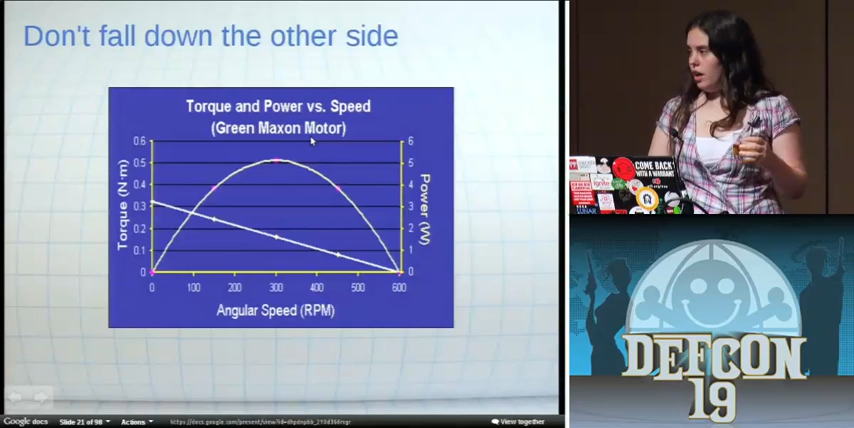 Don't fall down the other side
Torque and Power vs. Speed
(Green Maxon Motor)
0.6
0.5
0.4
0.3
0.2
0.1
0
Torque (N·m)
6
5
4
3
2
1
0
Power (W)
0
100
200
300
400
500
600
Angular Speed (RPM)
Google docs
Slide 21 of 98
Actions
View together
COME BACK
WITH A WARRANT
ignite
LUNAR
DEFCON
19